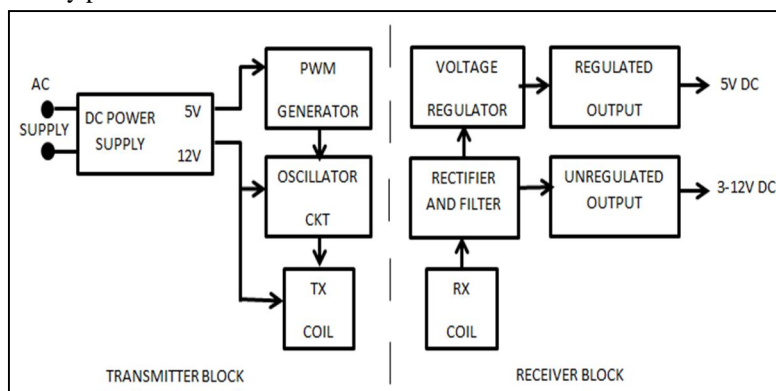 AC
SUPPLY
DC POWER
SUPPLY
5V
12V
PWM
GENERATOR
OSCILLATOR
CKT
TX
COIL
TRANSMITTER BLOCK
VOLTAGE
REGULATOR
REGULATED
OUTPUT
5V DC
RECTIFIER
AND FILTER
UNREGULATED
OUTPUT
3-12V DC
RX
COIL
RECEIVER BLOCK